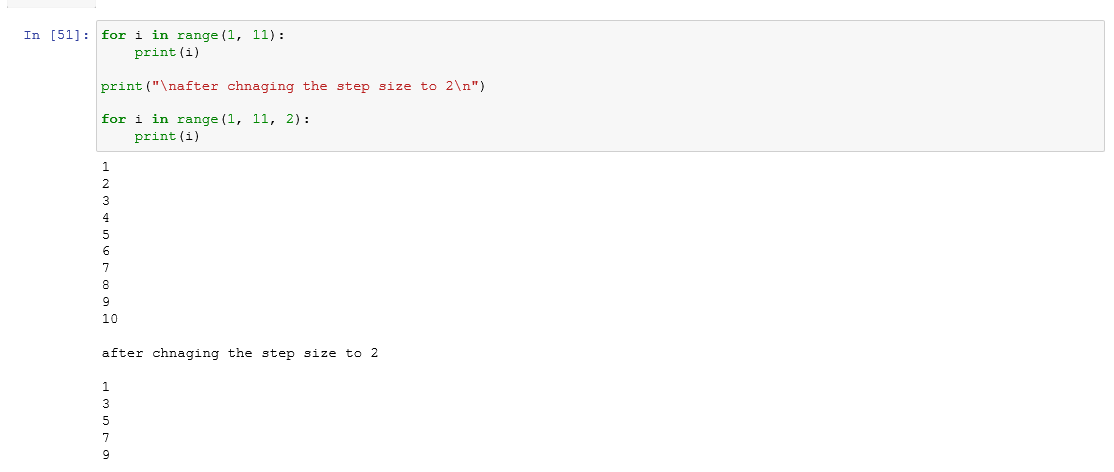 In [51]: for i in range(1, 11):
    print(i)
print("\nafter chnaging the step size to 2\n")
for i in range(1, 11, 2):
    print(i)
1
2
3
4
5
6
7
8
9
10
after chnaging the step size to 2
1
3
5
7
9